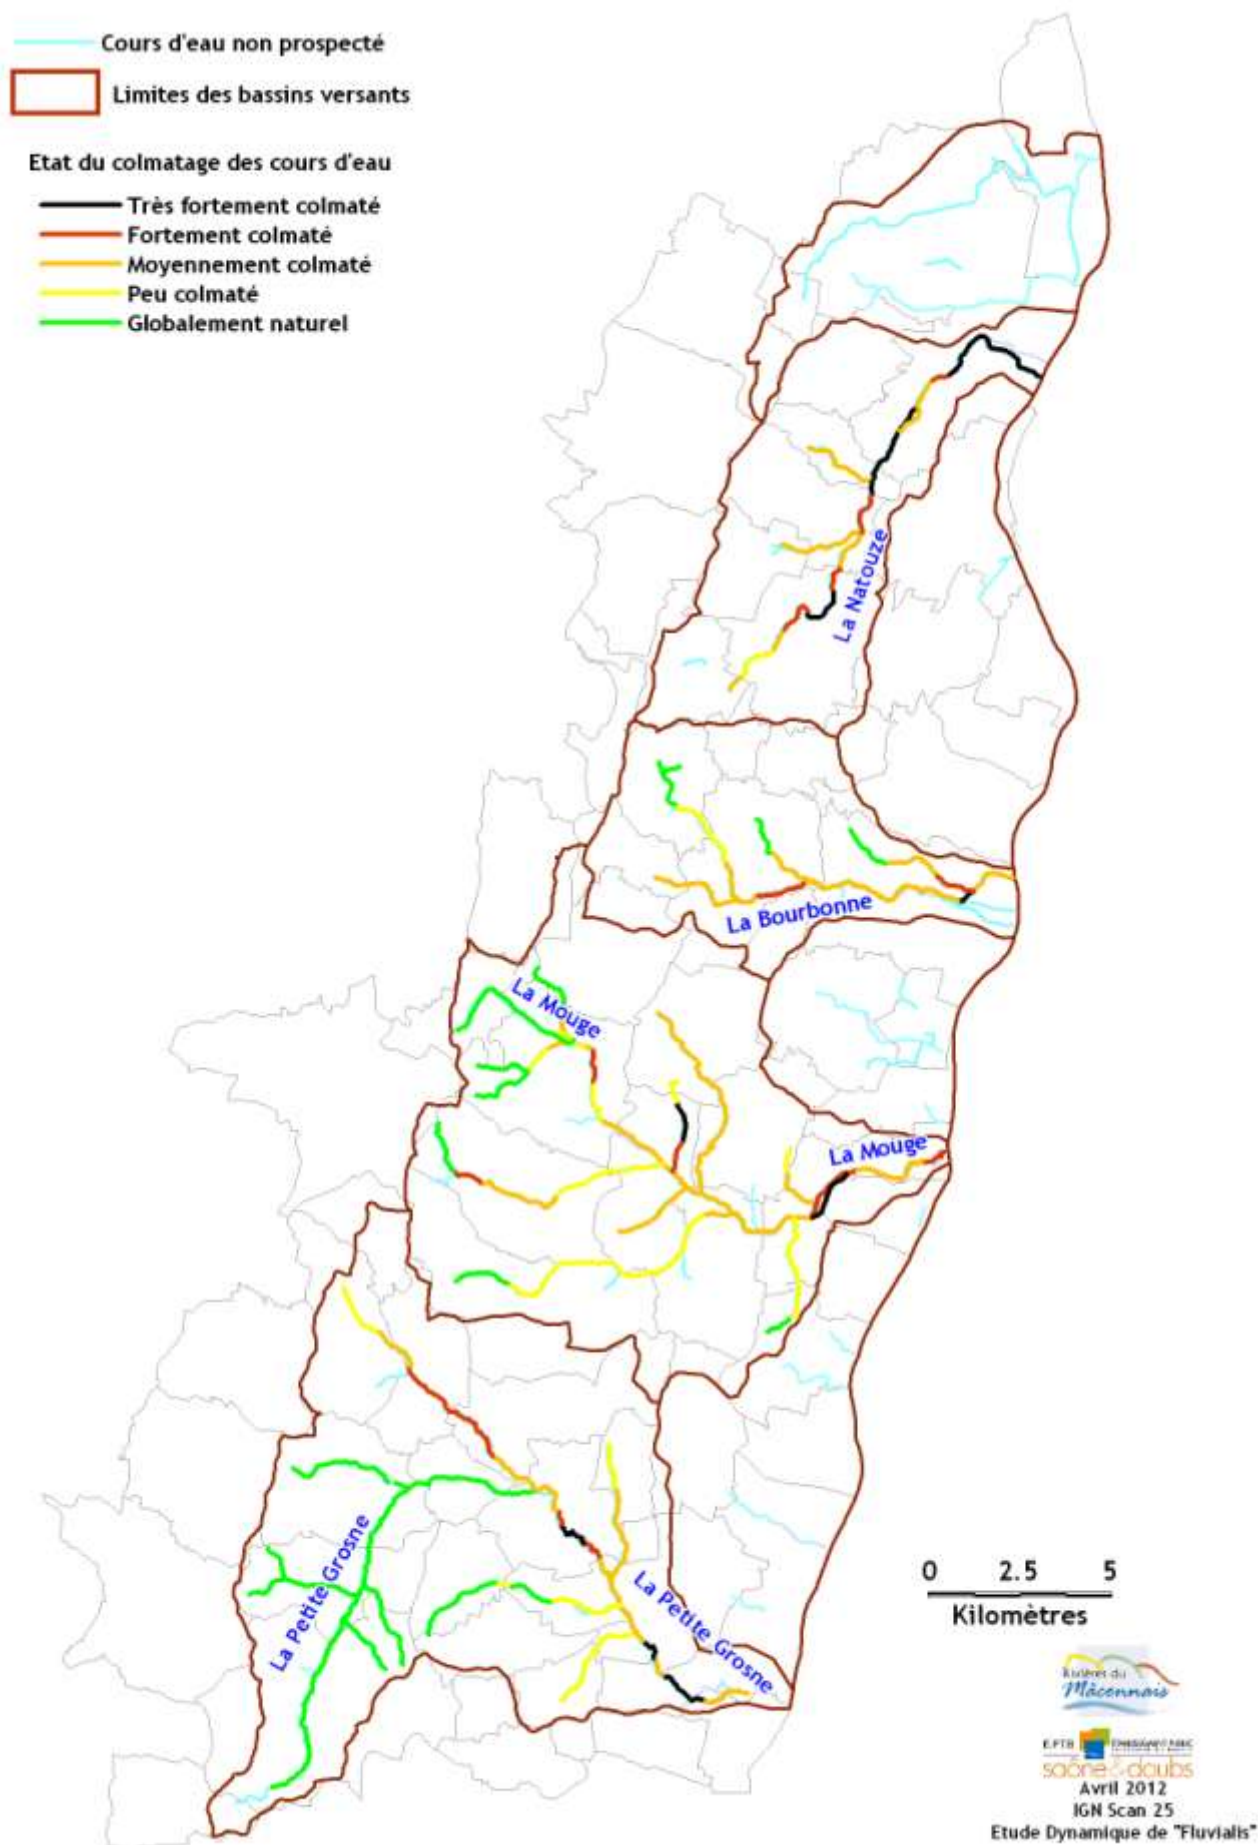 Cours d'eau non prospecté
Limites des bassins versants
Etat du colmatage des cours d'eau
Très fortement colmaté
Fortement colmaté
Moyennement colmaté
Peu colmaté
Globalement naturel
La Natouze
La Bourbonne
La Mouge
La Mouge
La Petite Grosne
La Petite Grosne
0 2.5 5
Kilomètres
Rivières du
Mâconnais
E.P.T.B
saône & doubs
Avril 2012
IGN Scan 25
Etude Dynamique de "Fluvialis"